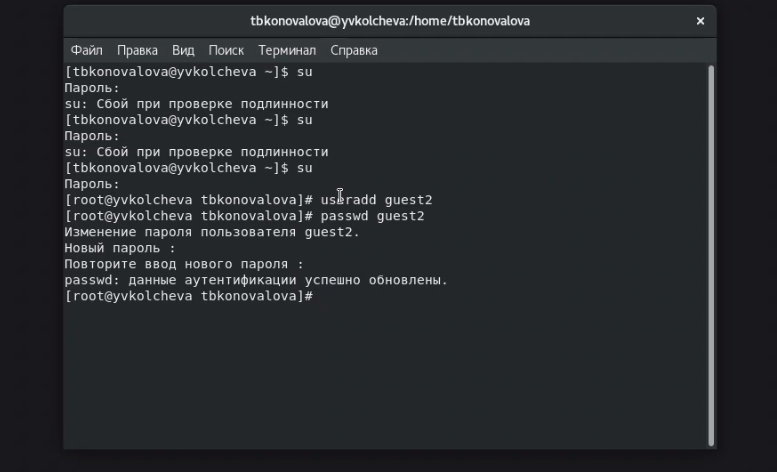 tbkonovalova@yvkolcheva:/home/tbkonovalova ×
Файл Правка Вид Поиск Терминал Справка
[tbkonovalova@yvkolcheva ~]$ su
Пароль:
su: Сбой при проверке подлинности
[tbkonovalova@yvkolcheva ~]$ su
Пароль:
su: Сбой при проверке подлинности
[tbkonovalova@yvkolcheva ~]$ su
Пароль:
[root@yvkolcheva tbkonovalova]# useradd guest2
[root@yvkolcheva tbkonovalova]# passwd guest2
Изменение пароля пользователя guest2.
Новый пароль :
Повторите ввод нового пароля :
passwd: данные аутентификации успешно обновлены.
[root@yvkolcheva tbkonovalova]#